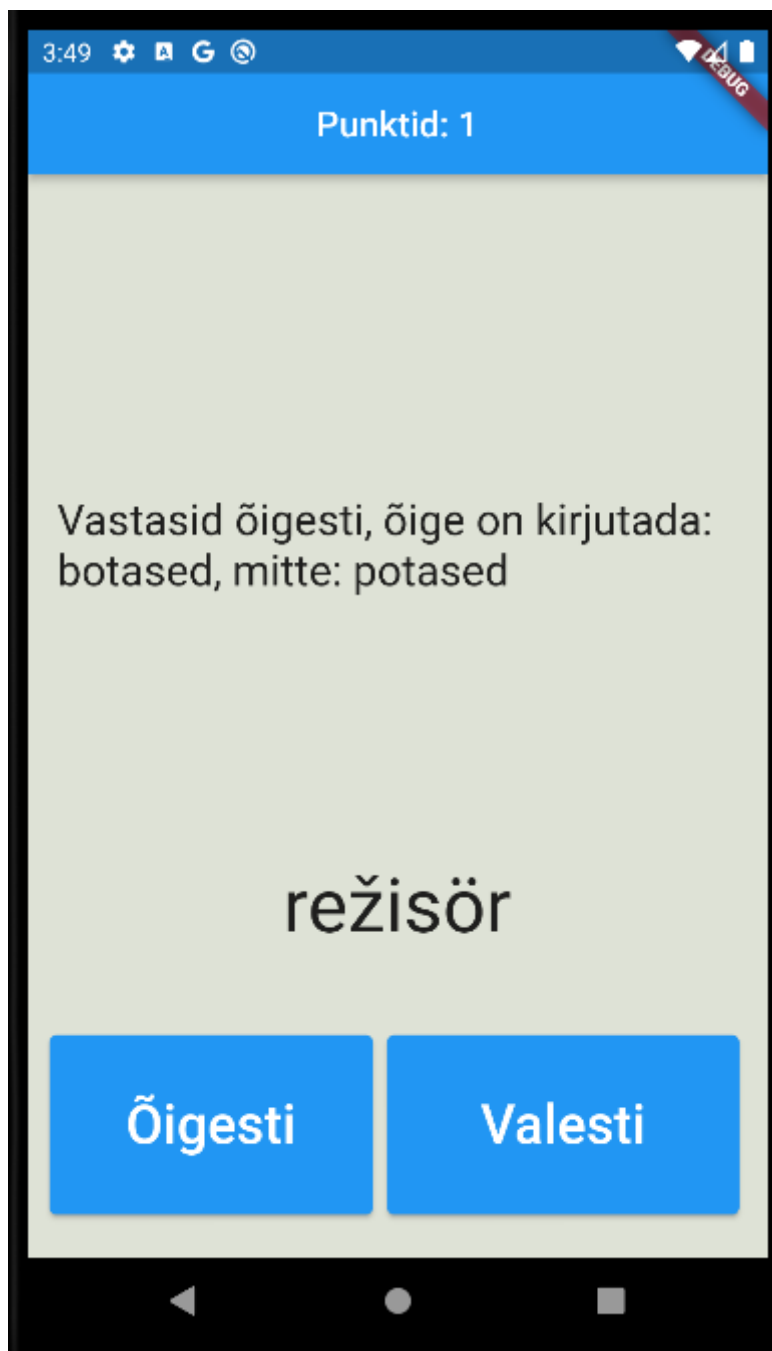 3:49
DEBUG
Punktid: 1
Vastasid õigesti, õige on kirjutada:
botased, mitte: potased
režisör
Õigesti Valesti